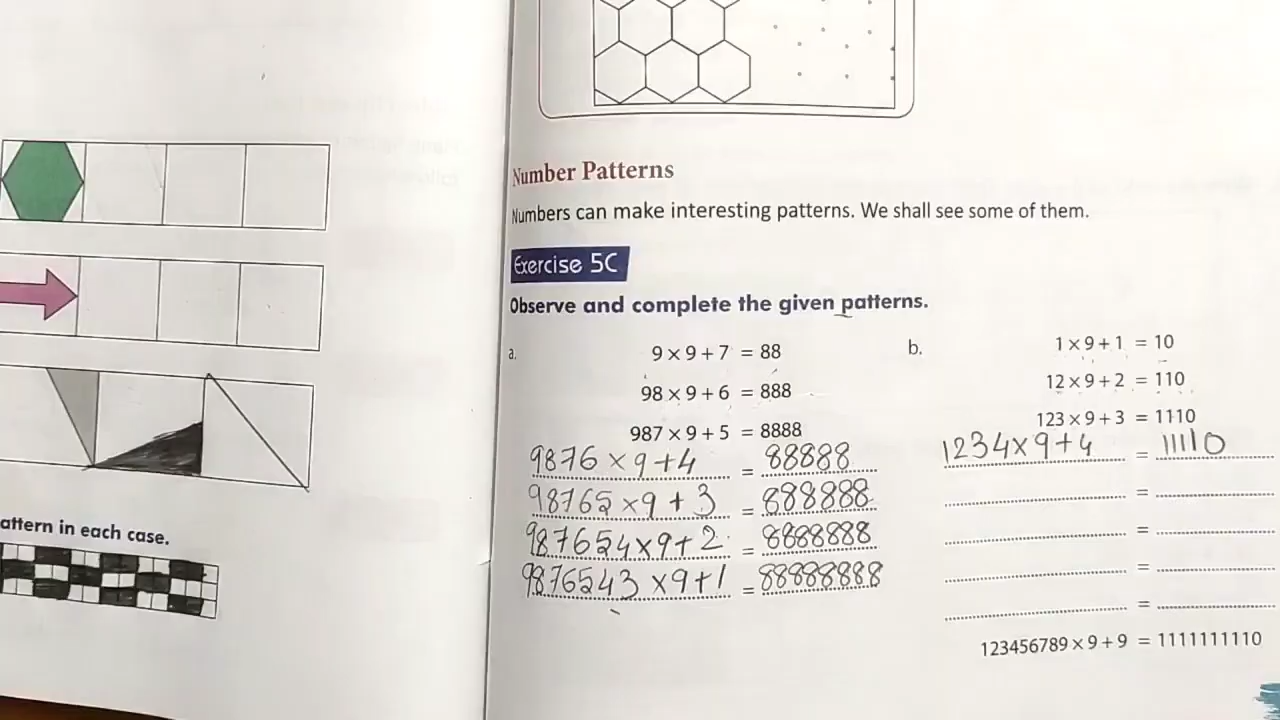 attern in each case.
Number Patterns
Numbers can make interesting patterns. We shall see some of them.
Exercise 5C
Observe and complete the given patterns.
a.
9 × 9 + 7 = 88
98 × 9 + 6 = 888
987 × 9 + 5 = 8888
9876 × 9 + 4 = 88888
98765 × 9 + 3 = 888888
987654 × 9 + 2 = 8888888
9876543 × 9 + 1 = 88888888
b.
1 × 9 + 1 = 10
12 × 9 + 2 = 110
123 × 9 + 3 = 1110
1234 × 9 + 4 = 11110
=
=
=
=
123456789 × 9 + 9 = 1111111110